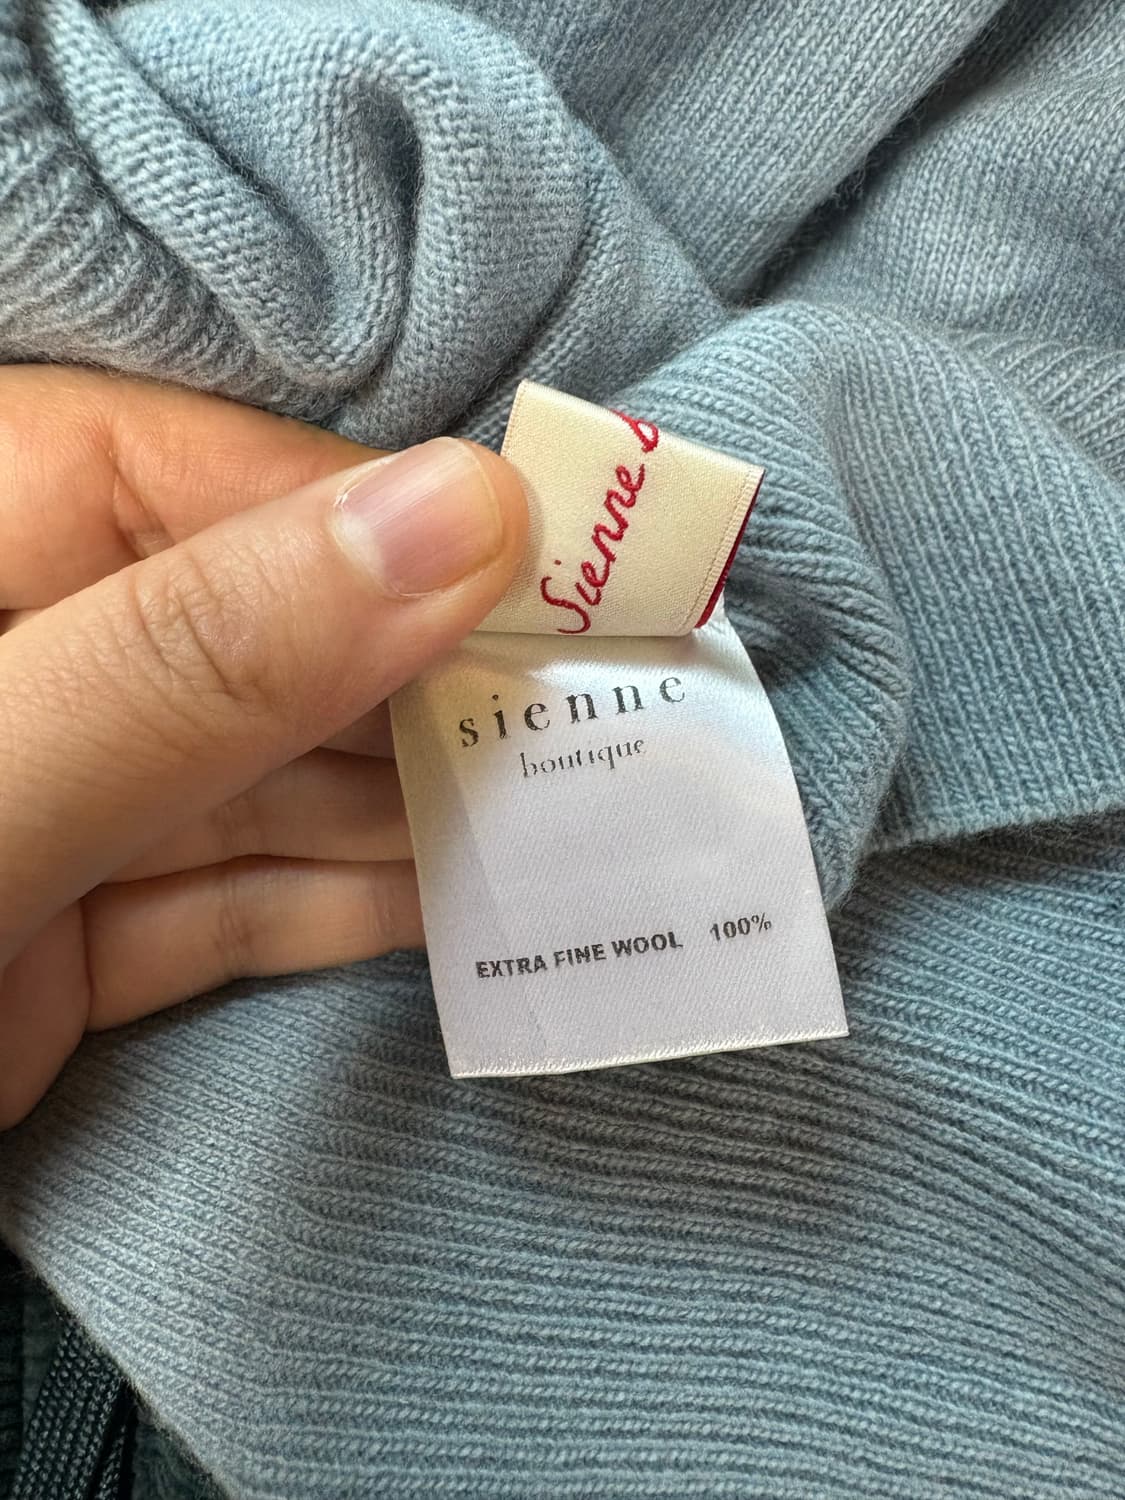 Sienne
sienne
boutique
EXTRA FINE WOOL 100%